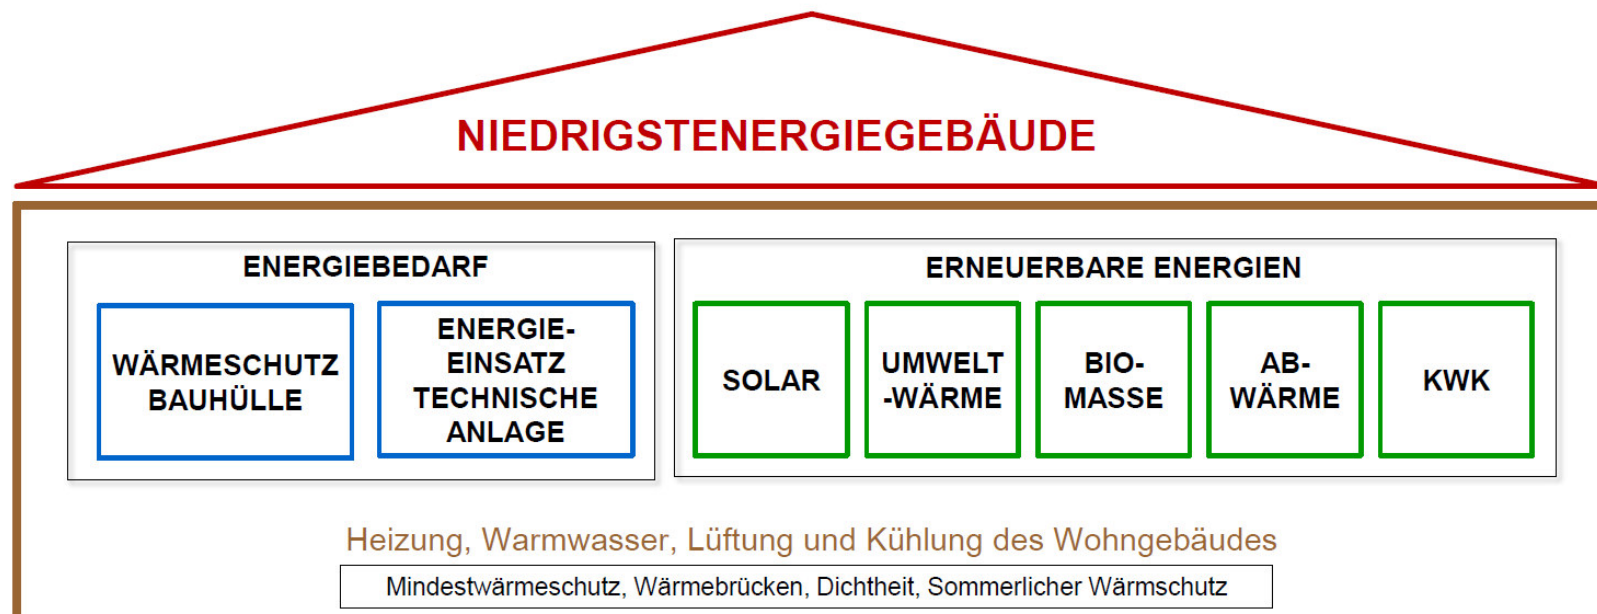 NIEDRIGSTENERGIEGEBÄUDE
ENERGIEBEDARF
WÄRMESCHUTZ
BAUHÜLLE
ENERGIE-
EINSATZ
TECHNISCHE
ANLAGE
ERNEUERBARE ENERGIEN
SOLAR
UMWELT
-WÄRME
BIO-
MASSE
AB-
WÄRME
KWK
Heizung, Warmwasser, Lüftung und Kühlung des Wohngebäudes
Mindestwärmeschutz, Wärmebrücken, Dichtheit, Sommerlicher Wärmschutz